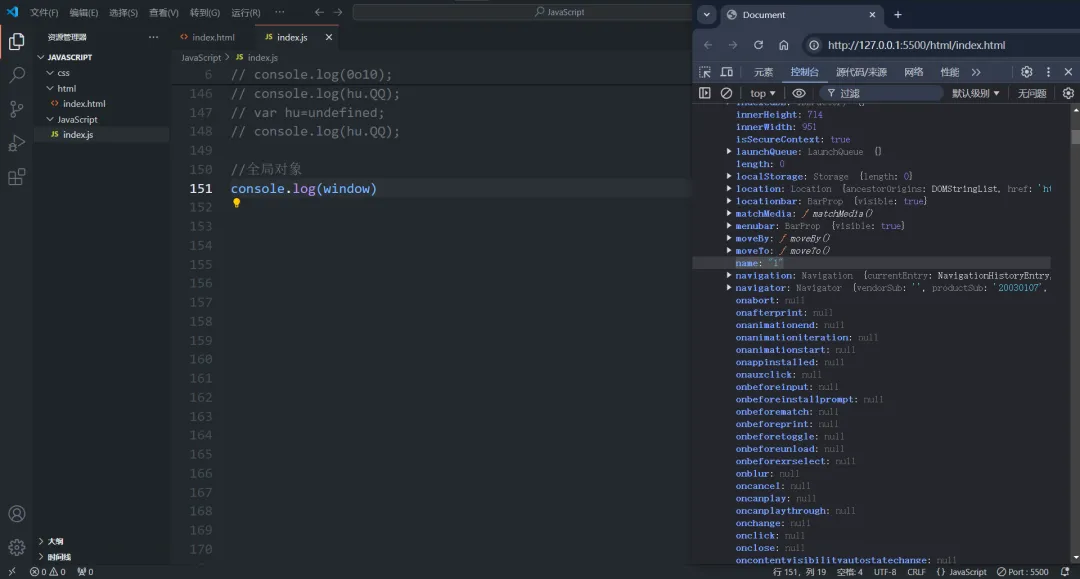 文件(F) 编辑(E) 选择(S) 查看(V) 转到(G) 运行(R) ··· ← → JavaScript
资源管理器 ···
JAVASCRIPT
css
html
index.html
JavaScript
JS index.js
大纲
时间线
index.html JS index.js ×
JavaScript > JS index.js
6 // console.log(0o10);
146 // console.log(hu.QQ);
147 // var hu=undefined;
148 // console.log(hu.QQ);
149
150 //全局对象
151 console.log(window)
152
153
154
155
156
157
158
159
160
161
162
163
164
165
166
167
168
169
170
Document × +
http://127.0.0.1:5500/html/index.html
元素 控制台 源代码/来源 网络 性能 »
top ▼ 过滤 默认级别 ▼ 无问题
innerHeight: 714
innerWidth: 951
isSecureContext: true
launchQueue: LaunchQueue {}
length: 0
localStorage: Storage {length: 0}
location: Location {ancestorOrigins: DOMStringList, href: 'ht
locationbar: BarProp {visible: true}
matchMedia: ƒ matchMedia()
menubar: BarProp {visible: true}
moveBy: ƒ moveBy()
moveTo: ƒ moveTo()
name: "1"
navigation: Navigation {currentEntry: NavigationHistoryEntry,
navigator: Navigator {vendorSub: '', productSub: '20030107',
onabort: null
onafterprint: null
onanimationend: null
onanimationiteration: null
onanimationstart: null
onappinstalled: null
onauxclick: null
onbeforeinput: null
onbeforeinstallprompt: null
onbeforematch: null
onbeforeprint: null
onbeforetoggle: null
onbeforeunload: null
onbeforexrselect: null
onblur: null
oncancel: null
oncanplay: null
oncanplaythrough: null
onchange: null
onclick: null
onclose: null
oncontentvisibilityautostatechange: null
0 0 0 行 151，列 19 空格: 4 UTF-8 CRLF {} JavaScript Port : 5500